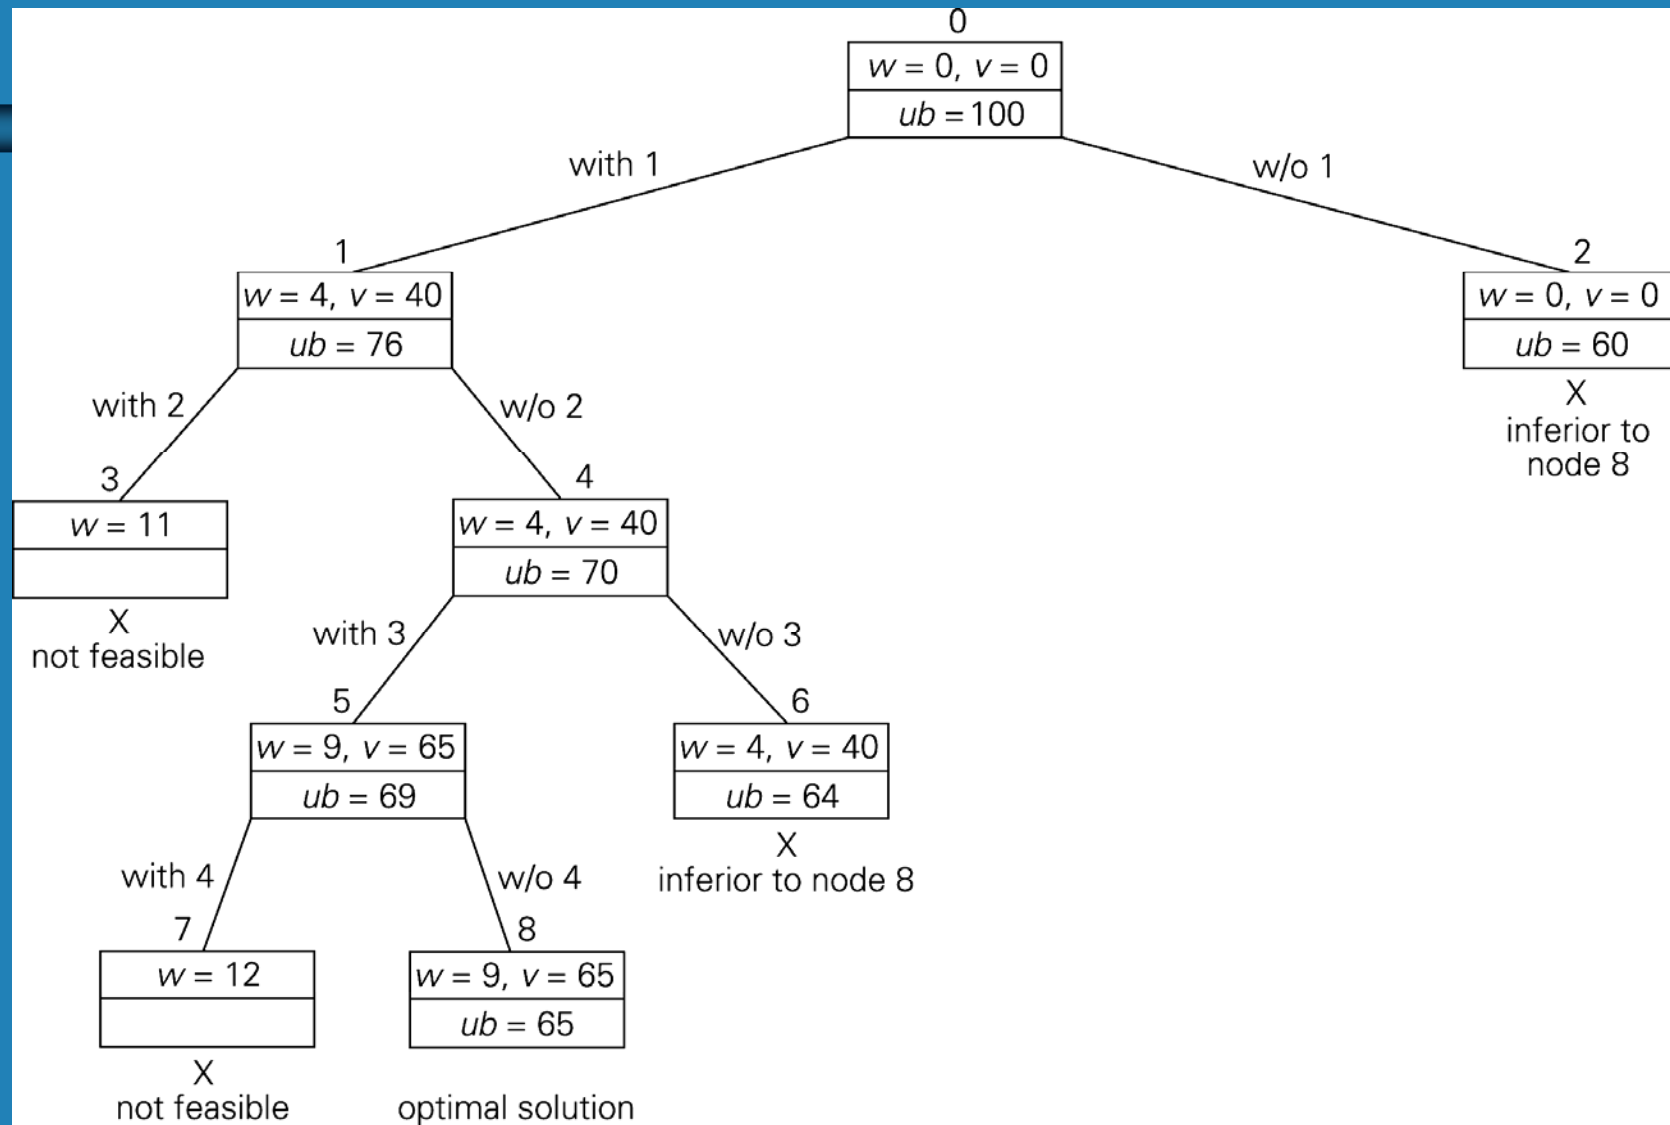 0
w = 0, v = 0
ub = 100
with 1
w/o 1
1
w = 4, v = 40
ub = 76
2
w = 0, v = 0
ub = 60
X
inferior to
node 8
with 2
w/o 2
3
w = 11
X
not feasible
4
w = 4, v = 40
ub = 70
with 3
w/o 3
5
w = 9, v = 65
ub = 69
6
w = 4, v = 40
ub = 64
X
inferior to node 8
with 4
w/o 4
7
w = 12
X
not feasible
8
w = 9, v = 65
ub = 65
optimal solution